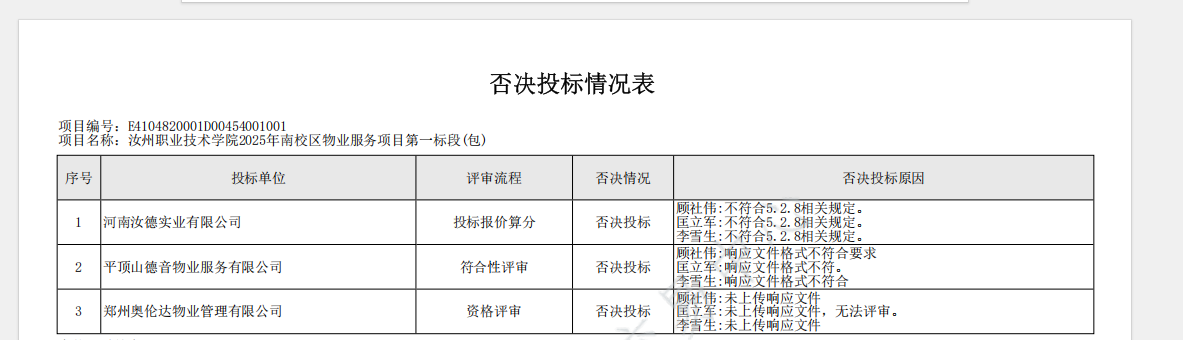 否决投标情况表
项目编号: E4104820001D00454001001
项目名称: 汝州职业技术学院2025年南校区物业服务项目第一标段(包)
序号 投标单位 评审流程 否决情况 否决投标原因
1 河南汝德实业有限公司 投标报价算分 否决投标 顾社伟:不符合5.2.8相关规定。
匡立军:不符合5.2.8相关规定。
李雪生:不符合5.2.8相关规定。
2 平顶山德音物业服务有限公司 符合性评审 否决投标 顾社伟:响应文件格式不符合要求
匡立军:响应文件格式不符。
李雪生:响应文件格式不符合
3 郑州奥伦达物业管理有限公司 资格评审 否决投标 顾社伟:未上传响应文件
匡立军:未上传响应文件，无法评审。
李雪生:未上传响应文件